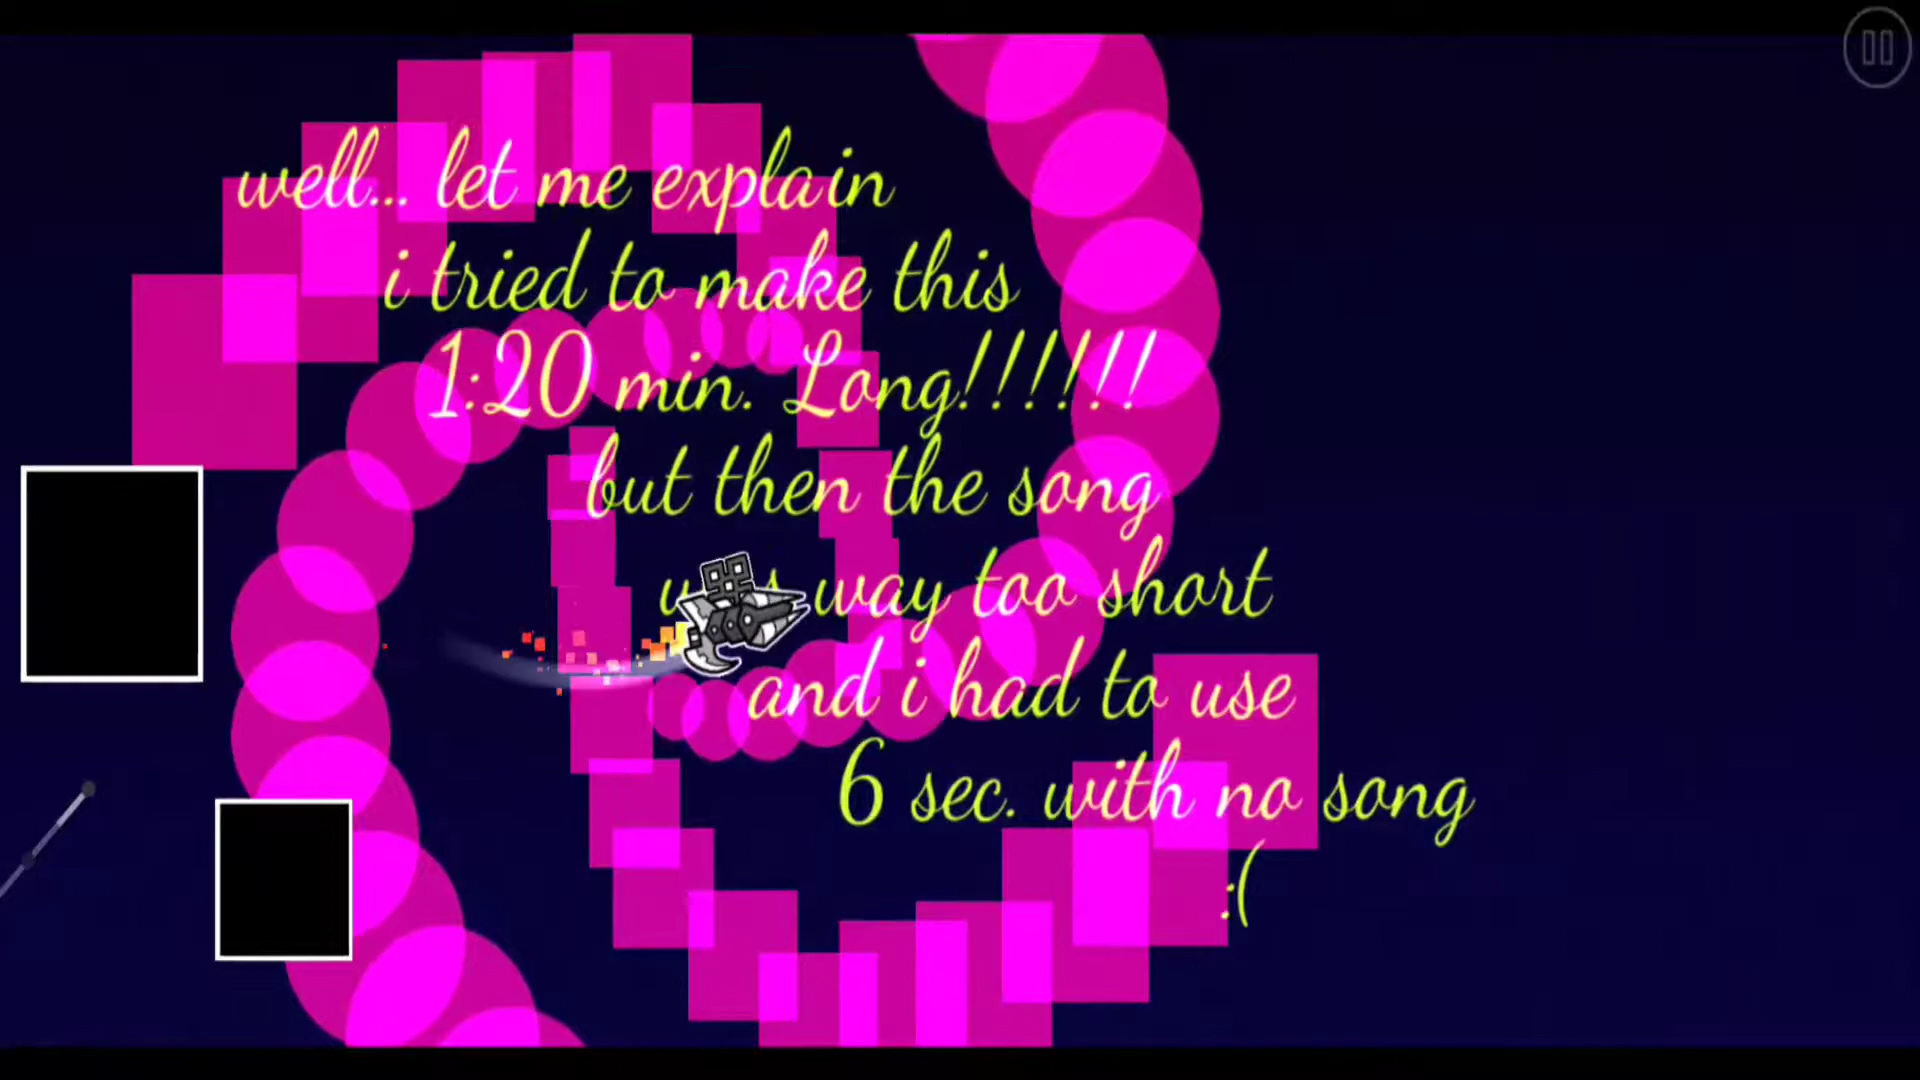 well... let me explain
i tried to make this
1:20 min. Long!!!!!!
but then the song
way too short
and i had to use
6 sec. with no song
:(